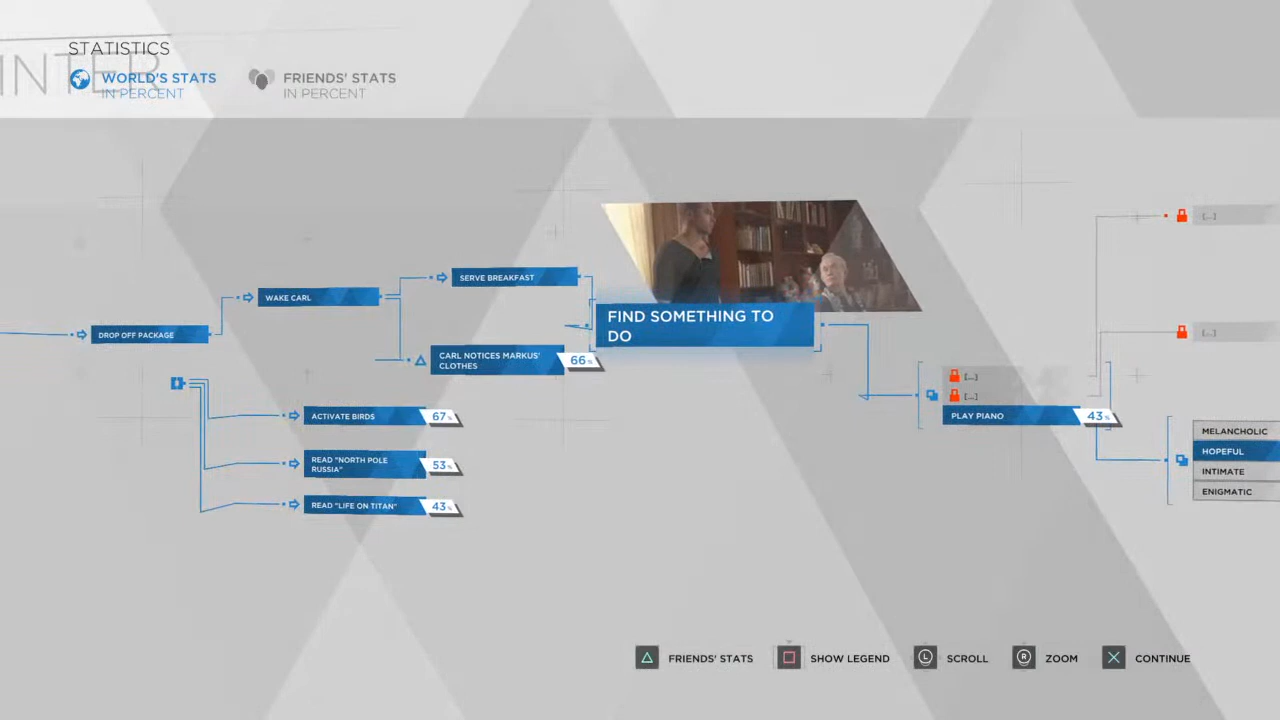 STATISTICS
INTER
WORLD'S STATS
IN PERCENT
FRIENDS' STATS
IN PERCENT
[...]
SERVE BREAKFAST
WAKE CARL
FIND SOMETHING TO
DO
DROP OFF PACKAGE
[...]
CARL NOTICES MARKUS'
CLOTHES
66%
[...]
[...]
PLAY PIANO
43%
ACTIVATE BIRDS
67%
MELANCHOLIC
HOPEFUL
INTIMATE
ENIGMATIC
READ "NORTH POLE
RUSSIA"
53%
READ "LIFE ON TITAN"
43%
FRIENDS' STATS
L
SHOW LEGEND
SCROLL
R
ZOOM
CONTINUE